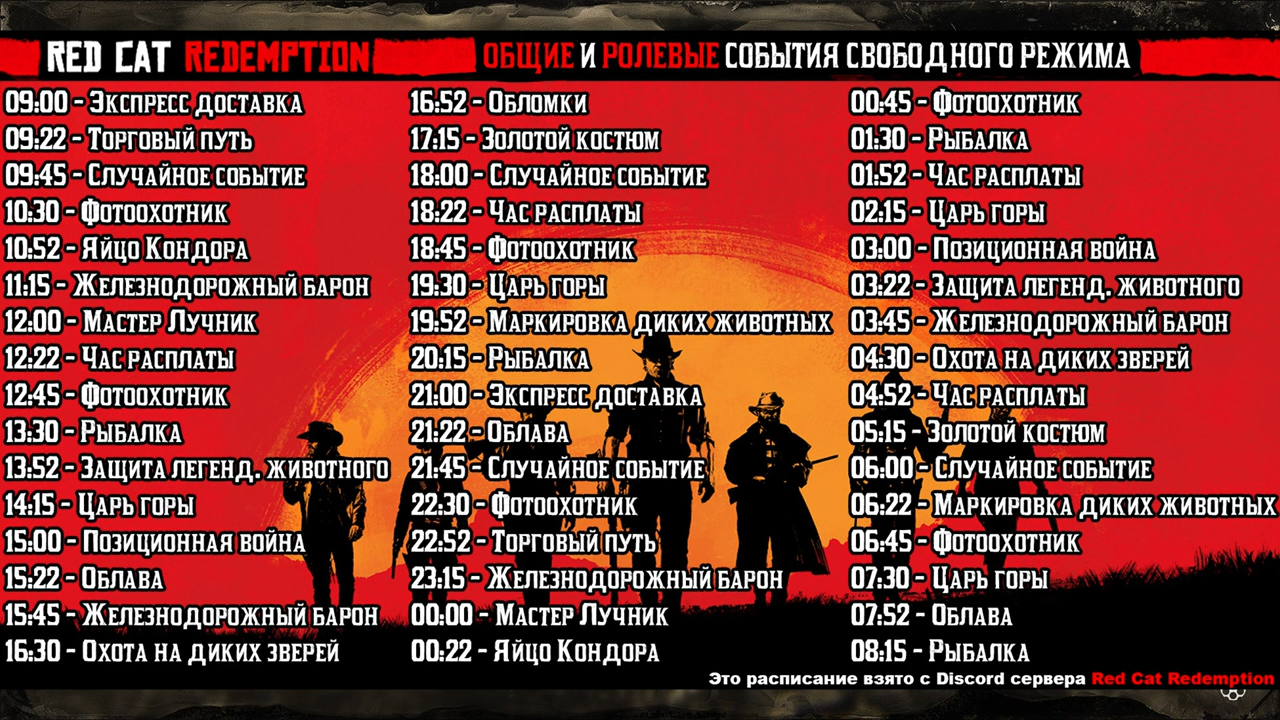 RED CAT REDEMPTION
ОБЩИЕ И РОЛЕВЫЕ СОБЫТИЯ СВОБОДНОГО РЕЖИМА
09:00 - Экспресс доставка
09:22 - Торговый путь
09:45 - Случайное событие
10:30 - Фотоохотник
10:52 - Яйцо Кондора
11:15 - Железнодорожный барон
12:00 - Мастер Лучник
12:22 - Час расплаты
12:45 - Фотоохотник
13:30 - Рыбалка
13:52 - Защита легенд. животного
14:15 - Царь горы
15:00 - Позиционная война
15:22 - Облава
15:45 - Железнодорожный барон
16:30 - Охота на диких зверей
16:52 - Обломки
17:15 - Золотой костюм
18:00 - Случайное событие
18:22 - Час расплаты
18:45 - Фотоохотник
19:30 - Царь горы
19:52 - Маркировка диких животных
20:15 - Рыбалка
21:00 - Экспресс доставка
21:22 - Облава
21:45 - Случайное событие
22:30 - Фотоохотник
22:52 - Торговый путь
23:15 - Железнодорожный барон
00:00 - Мастер Лучник
00:22 - Яйцо Кондора
00:45 - Фотоохотник
01:30 - Рыбалка
01:52 - Час расплаты
02:15 - Царь горы
03:00 - Позиционная война
03:22 - Защита легенд. животного
03:45 - Железнодорожный барон
04:30 - Охота на диких зверей
04:52 - Час расплаты
05:15 - Золотой костюм
06:00 - Случайное событие
06:22 - Маркировка диких животных
06:45 - Фотоохотник
07:30 - Царь горы
07:52 - Облава
08:15 - Рыбалка
Это расписание взято с Discord сервера Red Cat Redemption